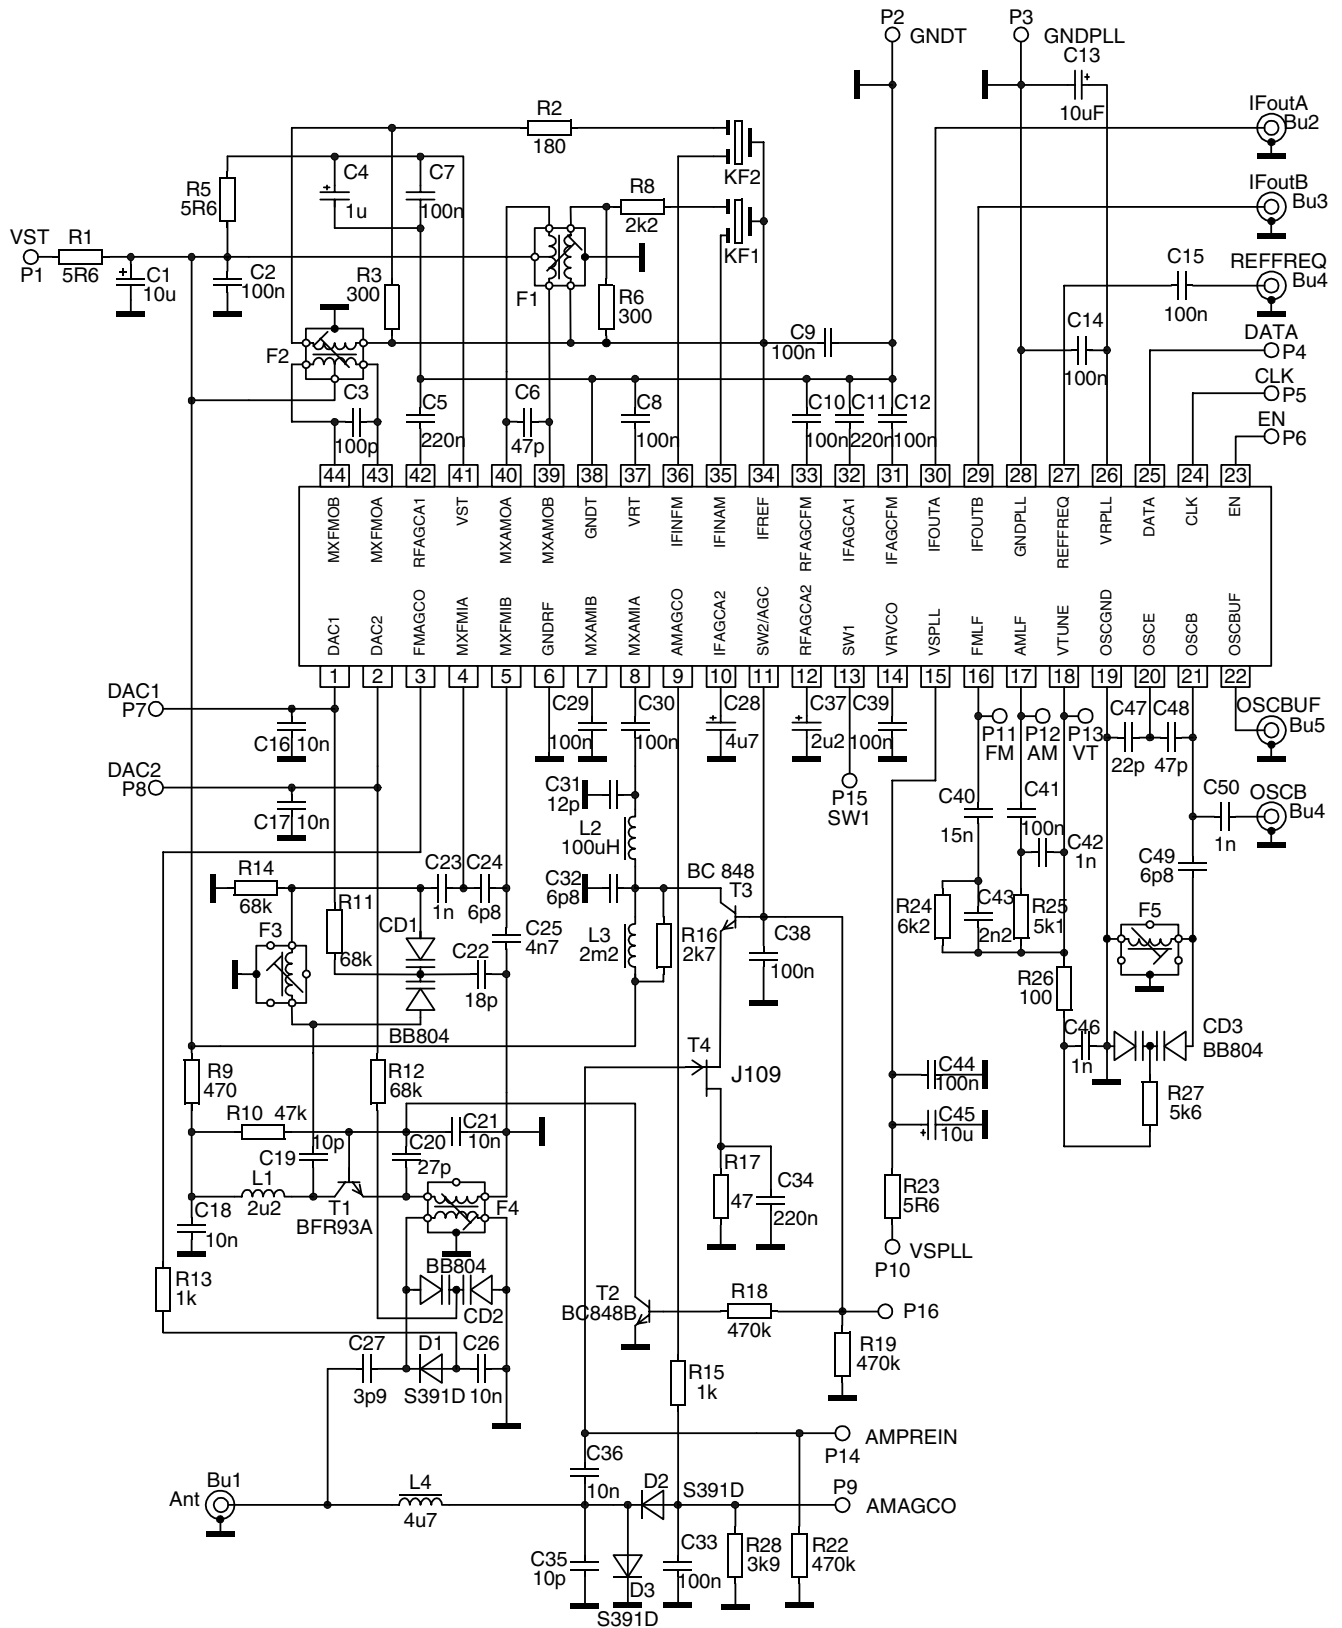 P2
GNDT
P3
GNDPLL
C13
10uF
IFoutA
Bu2
R2
180
KF2
C4
1u
C7
100n
R5
5R6
R8
2k2
KF1
IFoutB
Bu3
VST
P1
R1
5R6
C1
10u
C2
100n
R3
300
F1
R6
300
C15
100n
REFFREQ
Bu4
F2
C9
100n
C14
100n
DATA
P4
CLK
P5
EN
P6
C3
100p
C5
220n
C6
47p
C8
100n
C10
100n
C11
220n
C12
100n
44 43 42 41 40 39 38 37 36 35 34 33 32 31 30 29 28 27 26 25 24 23
MXFMOB
MXFMOA
RFAGCA1
VST
MXAMOA
MXAMOB
GNDT
VRT
IFINFM
IFINAM
IFREF
RFAGCFM
IFAGCA1
IFAGCFM
IFOUTA
IFOUTB
GNDPLL
REFFREQ
VRPLL
DATA
CLK
EN
DAC1
DAC2
FMAGCO
MXFMIA
MXFMIB
GNDRF
MXAMIB
MXAMIA
AMAGCO
IFAGCA2
SW2/AGC
RFAGCA2
SW1
VRVCO
VSPLL
FMLF
AMLF
VTUNE
OSCGND
OSCE
OSCB
OSCBUF
1 2 3 4 5 6 7 8 9 10 11 12 13 14 15 16 17 18 19 20 21 22
DAC1
P7
C16
10n
DAC2
P8
C17
10n
C29
100n
C30
100n
C28
4u7
C37
2u2
C39
100n
P15
SW1
P11
FM
P12
AM
P13
VT
C47
22p
C48
47p
OSCBUF
Bu5
C31
12p
L2
100uH
C40
15n
C41
100n
C42
1n
C50
1n
OSCB
Bu4
R14
68k
F3
R11
68k
CD1
C23
1n
C24
6p8
C25
4n7
C22
18p
BB804
C32
6p8
L3
2m2
R16
2k7
BC 848
T3
C38
100n
R24
6k2
C43
2n2
R25
5k1
C49
6p8
F5
R26
100
C46
1n
CD3
BB804
R27
5k6
R9
470
R12
68k
T4
J109
C44
100n
C45
10u
R10 47k
C19
10p
C20
27p
C21
10n
L1
2u2
T1
BFR93A
F4
C18
10n
R17
47
C34
220n
R23
5R6
VSPLL
P10
R13
1k
BB804
CD2
T2
BC848B
R18
470k
P16
R19
470k
C27
3p9
D1
S391D
C26
10n
R15
1k
AMPREIN
P14
C36
10n
Bu1
Ant
L4
4u7
D2
S391D
P9
AMAGCO
C35
10p
D3
S391D
C33
100n
R28
3k9
R22
470k